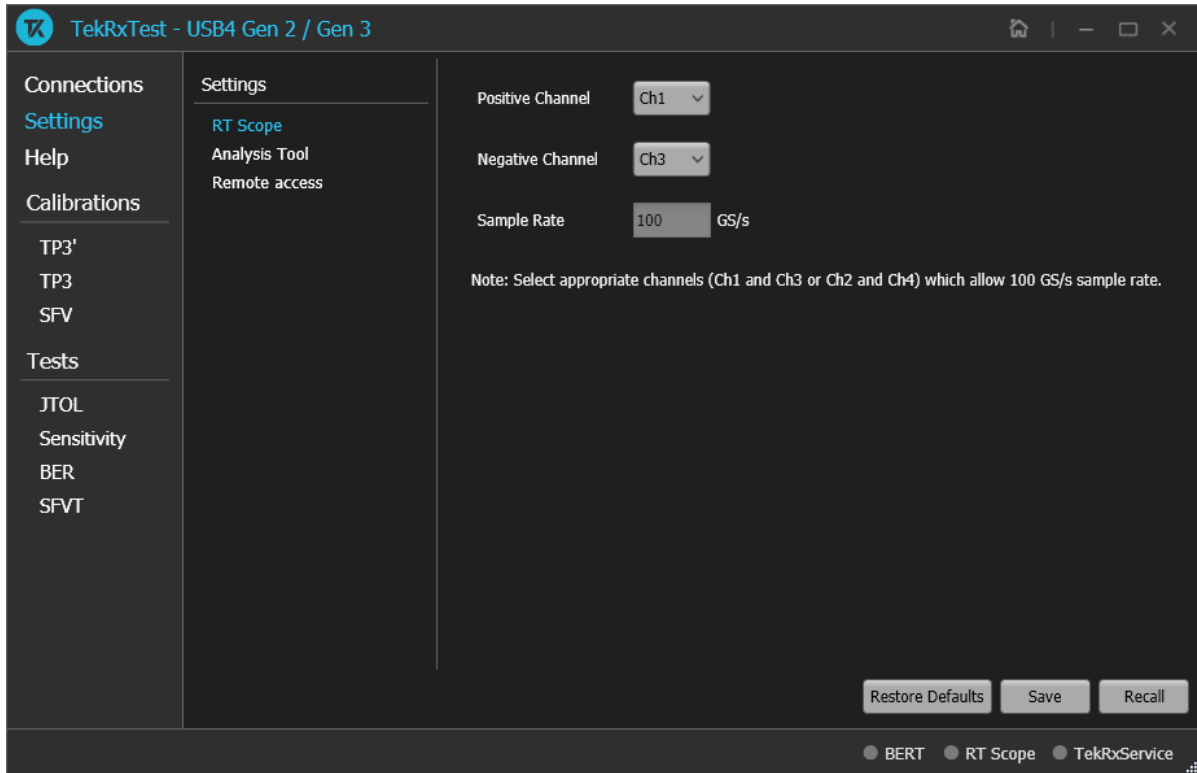 TekRxTest - USB4 Gen 2 / Gen 3
Connections
Settings
Help
Calibrations
TP3'
TP3
SFV
Tests
JTOL
Sensitivity
BER
SFVT
Settings
RT Scope
Analysis Tool
Remote access
Positive Channel Ch1
Negative Channel Ch3
Sample Rate 100 GS/s
Note: Select appropriate channels (Ch1 and Ch3 or Ch2 and Ch4) which allow 100 GS/s sample rate.
Restore Defaults Save Recall
BERT RT Scope TekRxService